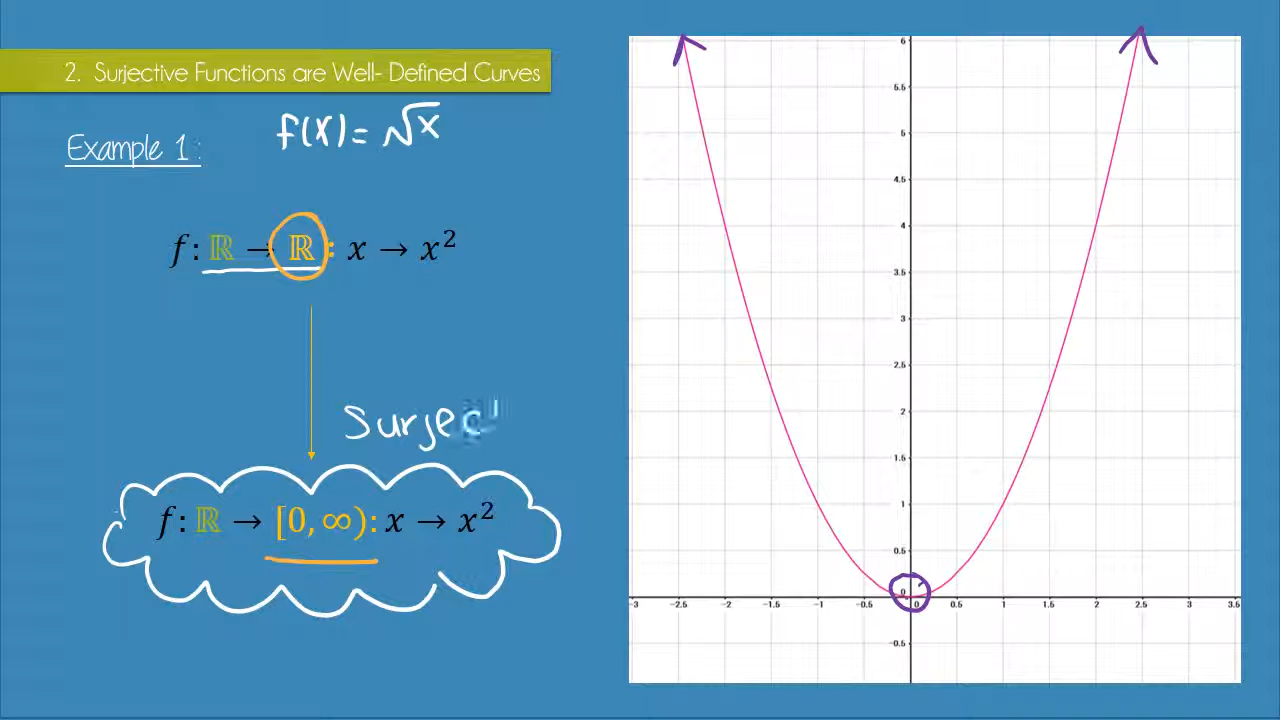 2. Surjective Functions are Well- Defined Curves
f(x)= √x
Example 1 :
f: ℝ → ℝ : x → x²
Surjec
f: ℝ → [0, ∞): x → x²
6
5.5
5
4.5
4
3.5
3
2.5
2
1.5
1
0.5
0
−3 −2.5 −2 −1.5 −1 −0.5 0 0.5 1 1.5 2 2.5 3 3.5
−0.5